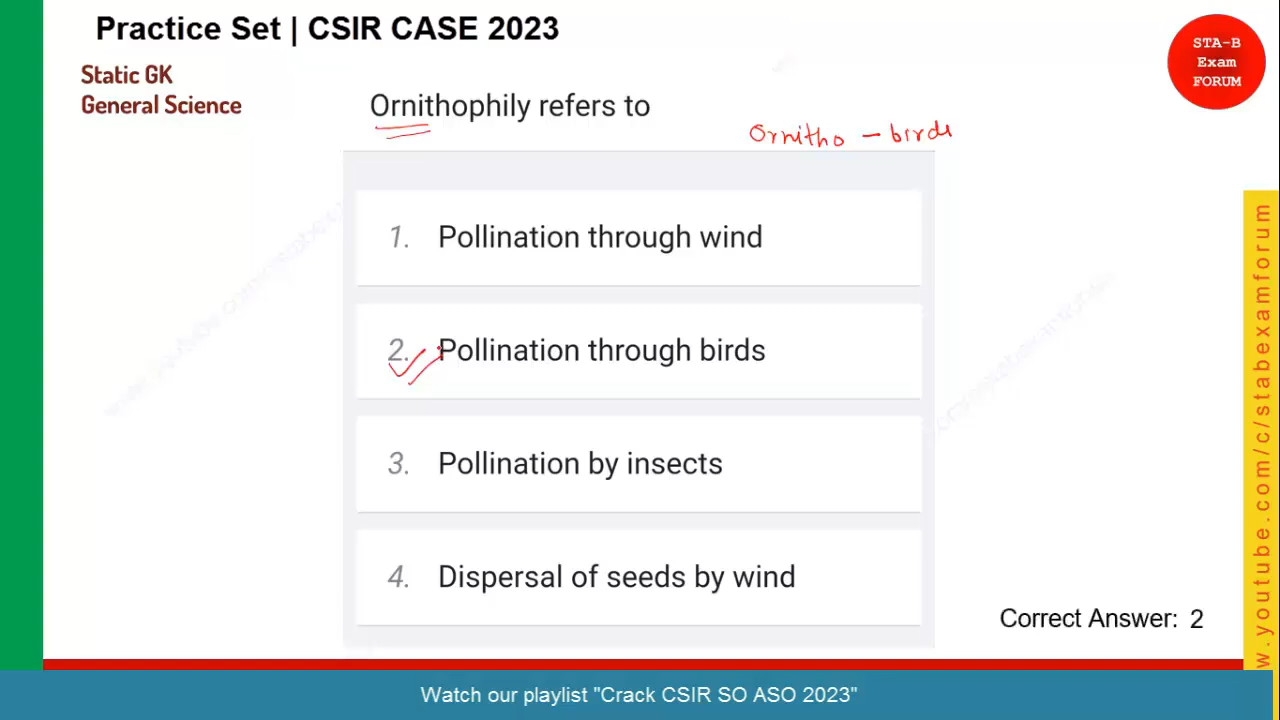 Practice Set | CSIR CASE 2023
STA-B
Exam
FORUM
Static GK
General Science
Ornithophily refers to
Ornitho - birds
1. Pollination through wind
2. Pollination through birds
3. Pollination by insects
4. Dispersal of seeds by wind
Correct Answer: 2
w.youtube.com/c/stabexamforum
Watch our playlist "Crack CSIR SO ASO 2023"